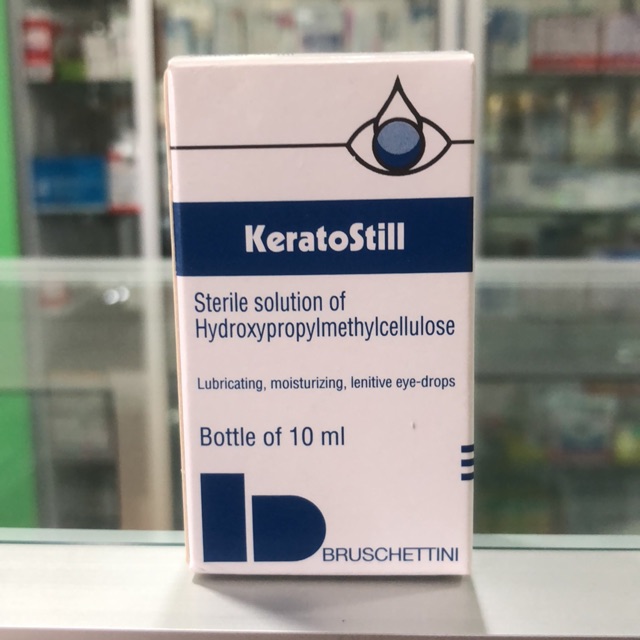 KeratoStill
Sterile solution of
Hydroxypropylmethylcellulose
Lubricating, moisturizing, lenitive eye-drops
Bottle of 10 ml
BRUSCHETTINI